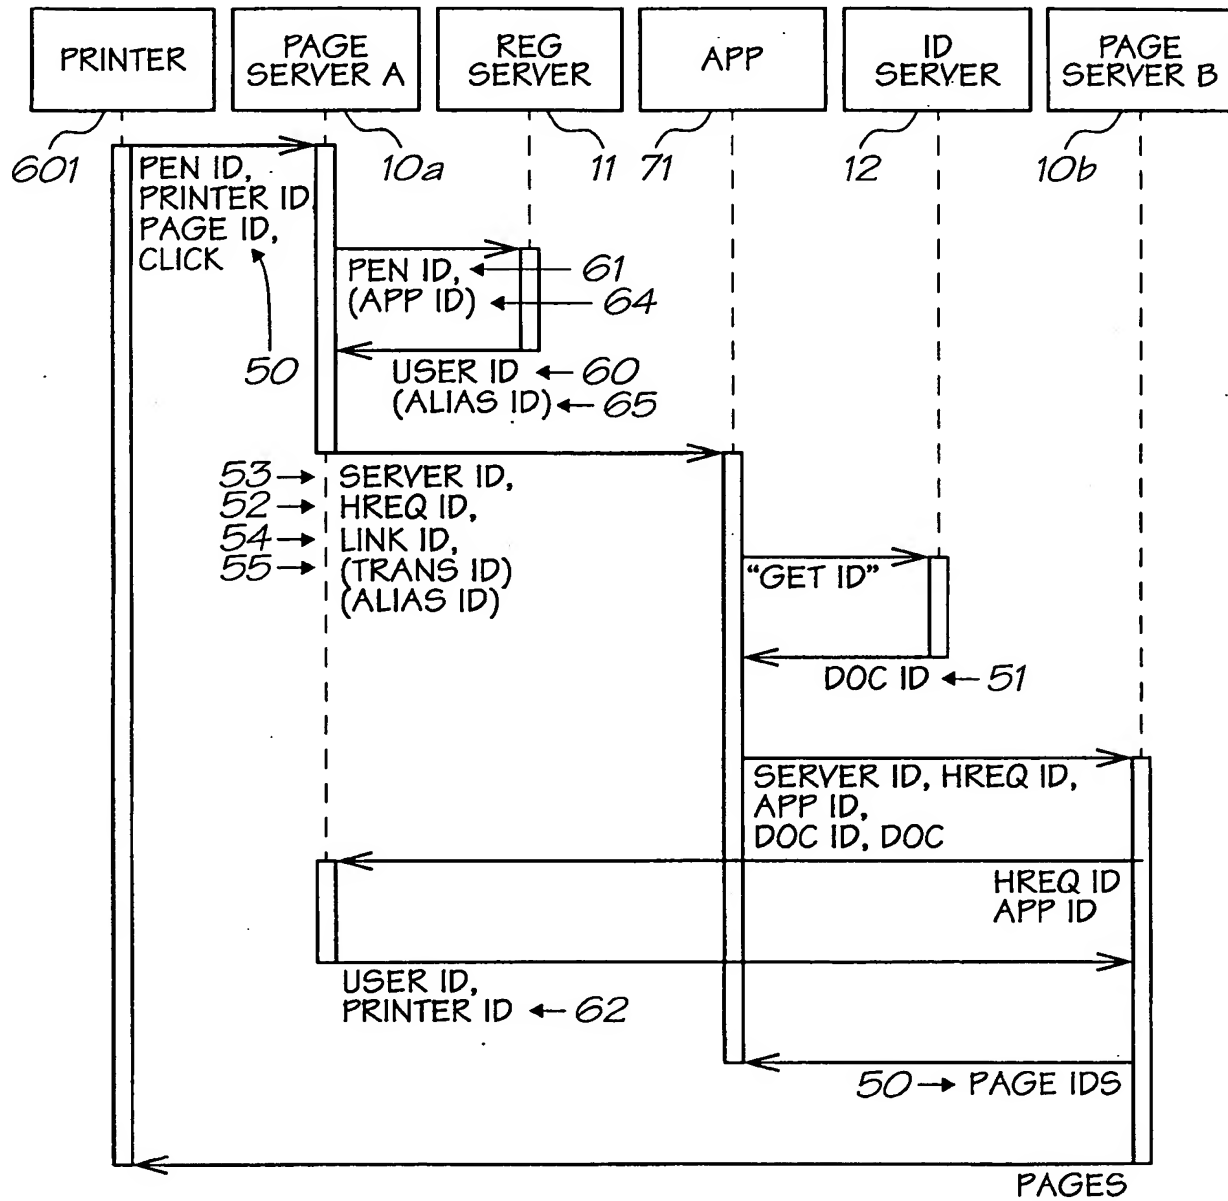 PRINTER
PAGE
SERVER A
REG
SERVER
APP
ID
SERVER
PAGE
SERVER B
601
10a
11
71
12
10b
PEN ID,
PRINTER ID,
PAGE ID,
CLICK
50
PEN ID, 61
(APP ID) 64
USER ID 60
(ALIAS ID) 65
53 SERVER ID,
52 HREQ ID,
54 LINK ID,
55 (TRANS ID)
(ALIAS ID)
“GET ID”
DOC ID 51
SERVER ID, HREQ ID,
APP ID,
DOC ID, DOC
HREQ ID
APP ID
USER ID,
PRINTER ID 62
50 PAGE IDS
PAGES